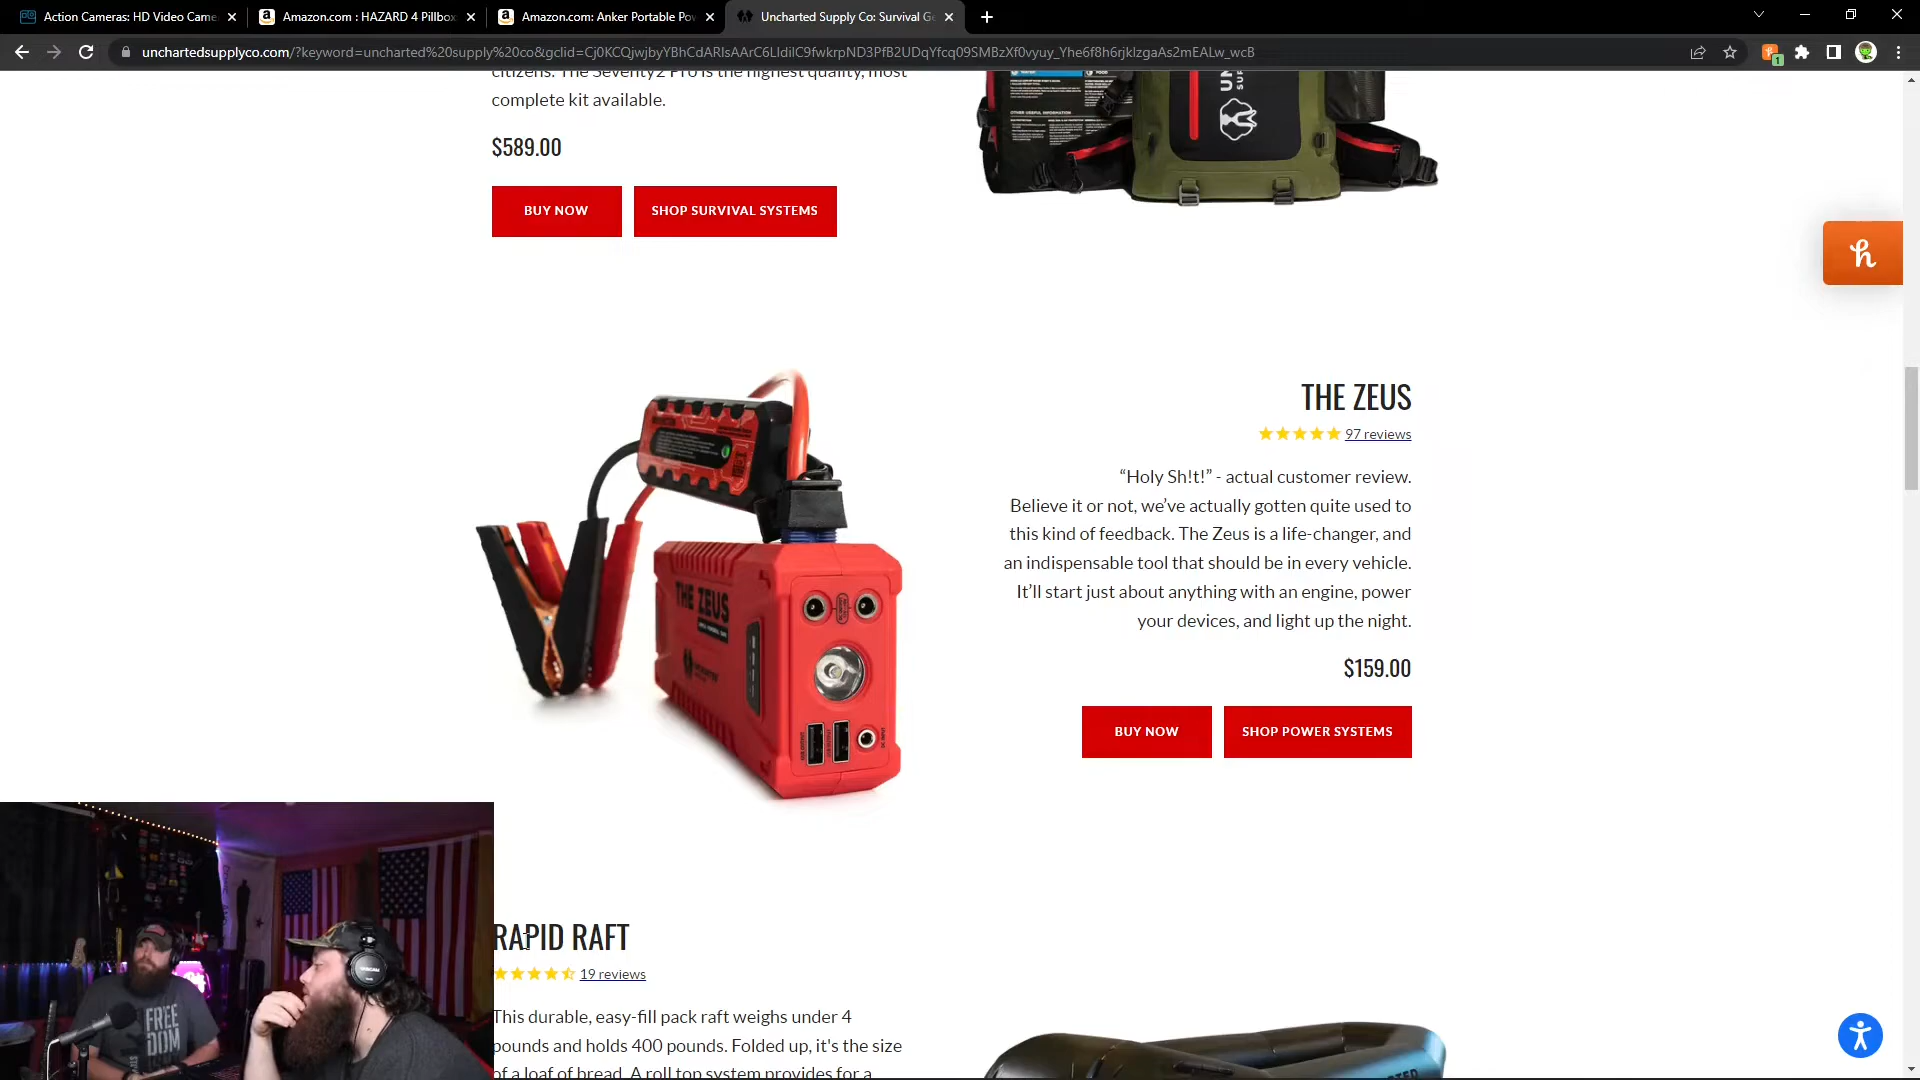 Action Cameras: HD Video Came
Amazon.com : HAZARD 4 Pillbox
Amazon.com: Anker Portable Pow
Uncharted Supply Co: Survival Ge
unchartedsupplyco.com/?keyword=uncharted%20supply%20co&gclid=Cj0KCQjwjbyYBhCdARIsAArC6LIdilC9fwkrpND3PfB2UDqYfcq09SMBzXf0vyuy_Yhe6f8h6rjklzgaAs2mEALw_wcB
citizens. The Seventy2 Pro is the highest quality, most
complete kit available.
$589.00
BUY NOW
SHOP SURVIVAL SYSTEMS
OTHER USEFUL INFORMATION
THE ZEUS
97 reviews
“Holy Sh!t!” - actual customer review.
Believe it or not, we’ve actually gotten quite used to
this kind of feedback. The Zeus is a life-changer, and
an indispensable tool that should be in every vehicle.
It’ll start just about anything with an engine, power
your devices, and light up the night.
$159.00
BUY NOW
SHOP POWER SYSTEMS
THE ZEUS
RAPID RAFT
19 reviews
This durable, easy-fill pack raft weighs under 4
pounds and holds 400 pounds. Folded up, it's the size
of a loaf of bread. A roll top system provides for a
FREE
DOM